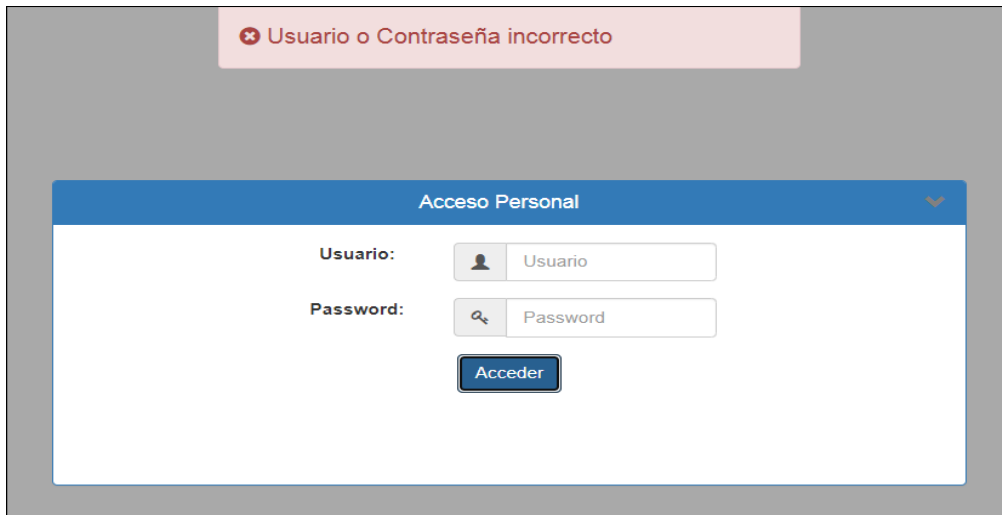 Usuario o Contraseña incorrecto
Acceso Personal
Usuario:
Usuario
Password:
Password
Acceder